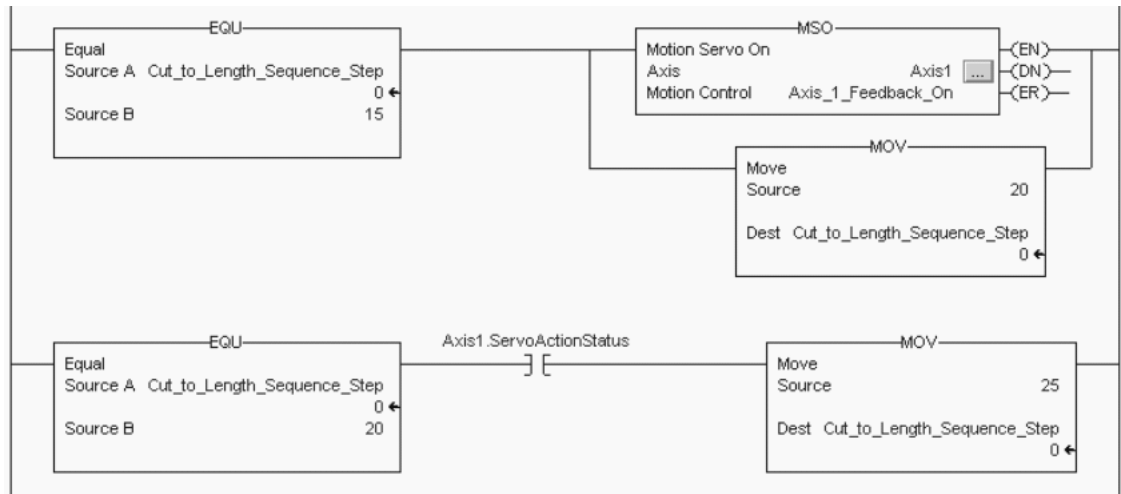 EQU
Equal
Source A Cut_to_Length_Sequence_Step
0
Source B 15
MSO
Motion Servo On
Axis Axis1 ...
Motion Control Axis_1_Feedback_On
(EN)
(DN)
(ER)
MOV
Move
Source 20
Dest Cut_to_Length_Sequence_Step
0
EQU
Equal
Source A Cut_to_Length_Sequence_Step
0
Source B 20
Axis1.ServoActionStatus
MOV
Move
Source 25
Dest Cut_to_Length_Sequence_Step
0